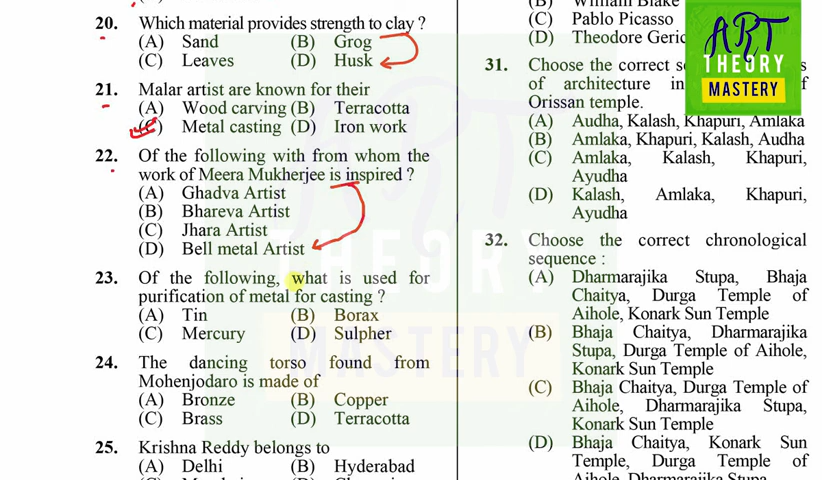 20. Which material provides strength to clay ?
(A) Sand (B) Grog
(C) Leaves (D) Husk
21. Malar artist are known for their
(A) Wood carving (B) Terracotta
(C) Metal casting (D) Iron work
22. Of the following with from whom the
work of Meera Mukherjee is inspired ?
(A) Ghadva Artist
(B) Bhareva Artist
(C) Jhara Artist
(D) Bell metal Artist
23. Of the following, what is used for
purification of metal for casting ?
(A) Tin (B) Borax
(C) Mercury (D) Sulpher
24. The dancing torso found from
Mohenjodaro is made of
(A) Bronze (B) Copper
(C) Brass (D) Terracotta
25. Krishna Reddy belongs to
(A) Delhi (B) Hyderabad
(B) William Blake
(C) Pablo Picasso
(D) Theodore
31. Choose the correct
of architecture in
Orissan temple.
(A) Audha, Kalash, Khapuri, Amlaka
(B) Amlaka, Khapuri, Kalash, Audha
(C) Amlaka, Kalash, Khapuri,
Ayudha
(D) Kalash, Amlaka, Khapuri,
Ayudha
32. Choose the correct chronological
sequence :
(A) Dharmarajika Stupa, Bhaja
Chaitya, Durga Temple of
Aihole, Konark Sun Temple
(B) Bhaja Chaitya, Dharmarajika
Stupa, Durga Temple of Aihole,
Konark Sun Temple
(C) Bhaja Chaitya, Durga Temple of
Aihole, Dharmarajika Stupa,
Konark Sun Temple
(D) Bhaja Chaitya, Konark Sun
Temple, Durga Temple of
Aihole, Dharmarajika Stupa
ART
THEORY
MASTERY
ART
THEORY
MASTERY